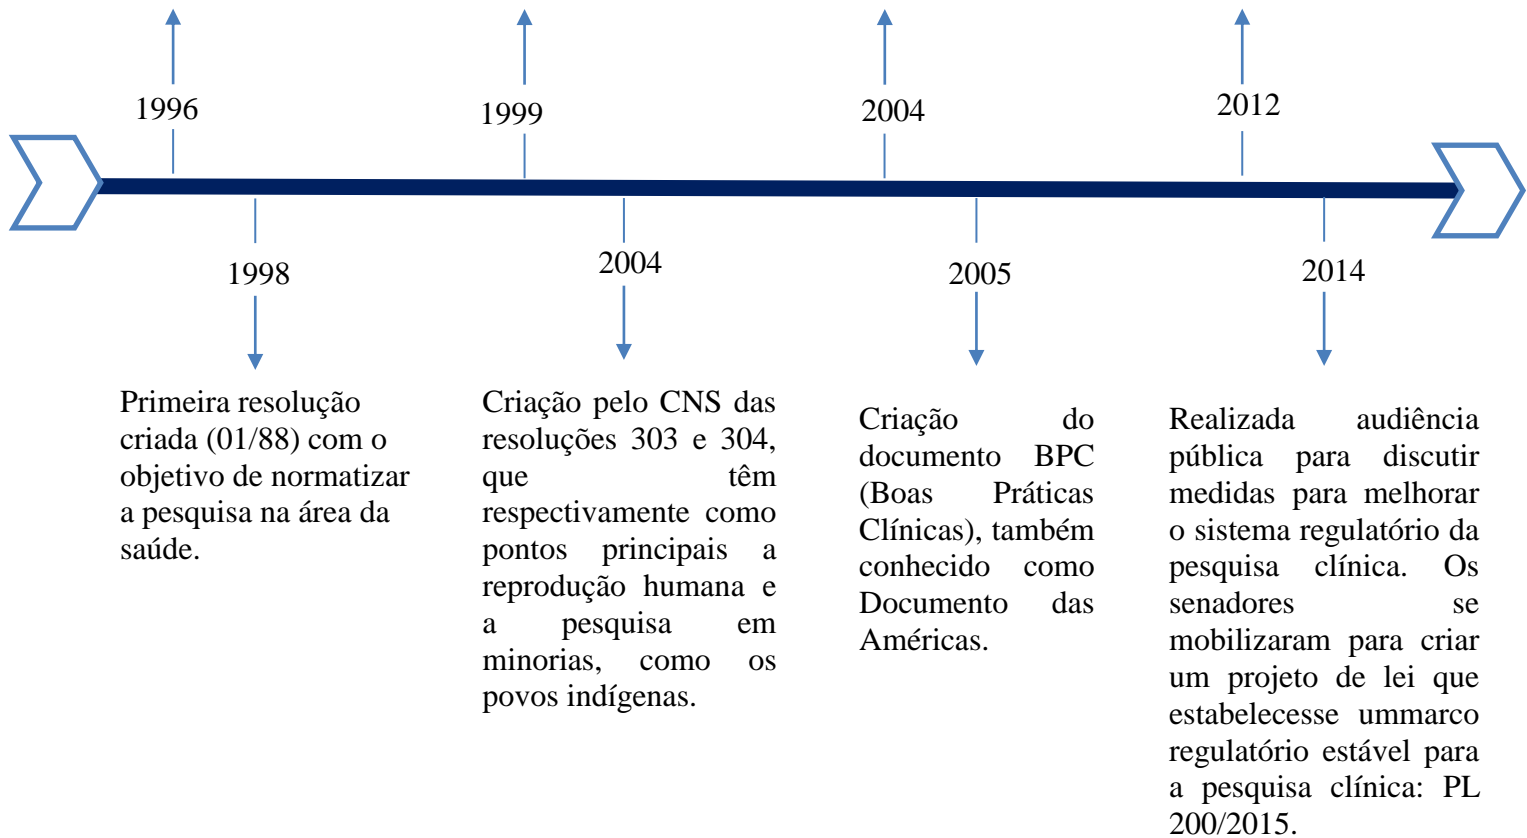 1996
1999
2004
2012
1998
2004
2005
2014
Primeira resolução
criada (01/88) com o
objetivo de normatizar
a pesquisa na área da
saúde.
Criação pelo CNS das
resoluções 303 e 304,
que têm
respectivamente como
pontos principais a
reprodução humana e
a pesquisa em
minorias, como os
povos indígenas.
Criação do
documento BPC
(Boas Práticas
Clínicas), também
conhecido como
Documento das
Américas.
Realizada audiência
pública para discutir
medidas para melhorar
o sistema regulatório da
pesquisa clínica. Os
senadores se
mobilizaram para criar
um projeto de lei que
estabelecesse ummarco
regulatório estável para
a pesquisa clínica: PL
200/2015.